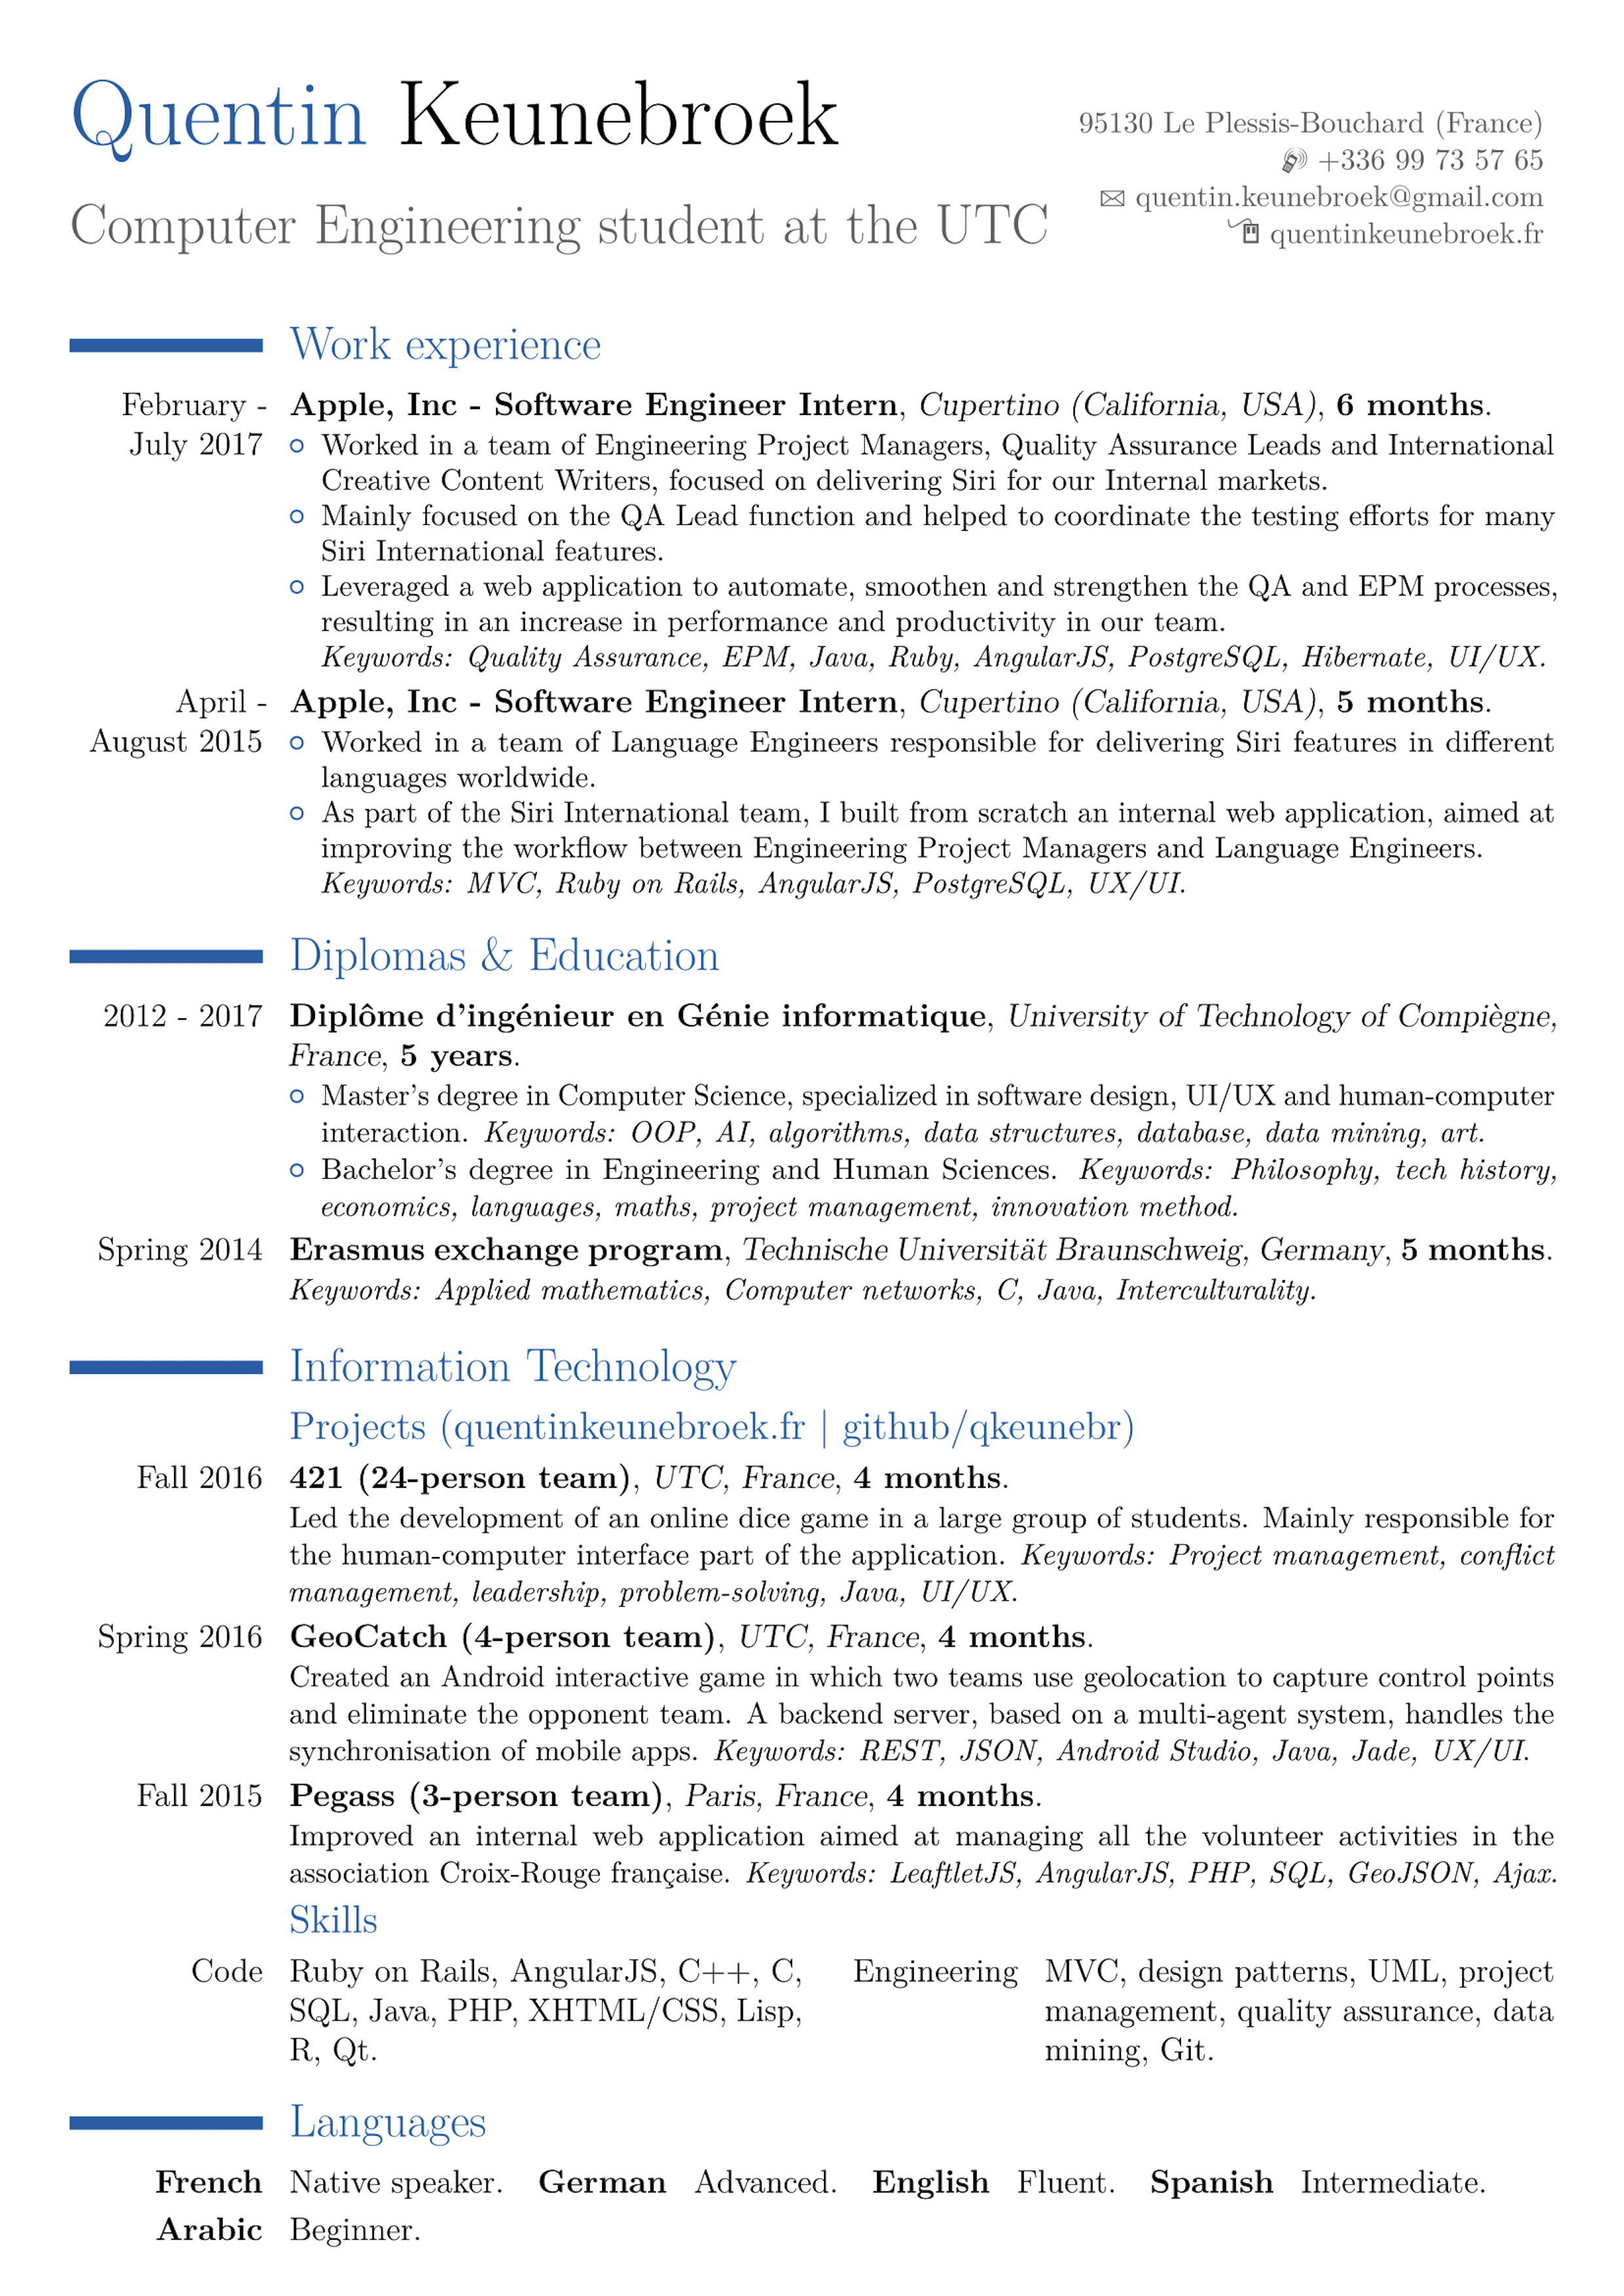 Quentin Keunebroek
Computer Engineering student at the UTC
95130 Le Plessis-Bouchard (France)
+336 99 73 57 65
quentin.keunebroek@gmail.com
quentinkeunebroek.fr
Work experience
February - Apple, Inc - Software Engineer Intern, Cupertino (California, USA), 6 months.
July 2017 Worked in a team of Engineering Project Managers, Quality Assurance Leads and International
Creative Content Writers, focused on delivering Siri for our Internal markets.
Mainly focused on the QA Lead function and helped to coordinate the testing efforts for many
Siri International features.
Leveraged a web application to automate, smoothen and strengthen the QA and EPM processes,
resulting in an increase in performance and productivity in our team.
Keywords: Quality Assurance, EPM, Java, Ruby, AngularJS, PostgreSQL, Hibernate, UI/UX.
April - Apple, Inc - Software Engineer Intern, Cupertino (California, USA), 5 months.
August 2015 Worked in a team of Language Engineers responsible for delivering Siri features in different
languages worldwide.
As part of the Siri International team, I built from scratch an internal web application, aimed at
improving the workflow between Engineering Project Managers and Language Engineers.
Keywords: MVC, Ruby on Rails, AngularJS, PostgreSQL, UX/UI.
Diplomas & Education
2012 - 2017 Diplôme d'ingénieur en Génie informatique, University of Technology of Compiègne,
France, 5 years.
Master's degree in Computer Science, specialized in software design, UI/UX and human-computer
interaction. Keywords: OOP, AI, algorithms, data structures, database, data mining, art.
Bachelor's degree in Engineering and Human Sciences. Keywords: Philosophy, tech history,
economics, languages, maths, project management, innovation method.
Spring 2014 Erasmus exchange program, Technische Universität Braunschweig, Germany, 5 months.
Keywords: Applied mathematics, Computer networks, C, Java, Interculturality.
Information Technology
Projects (quentinkeunebroek.fr | github/qkeunebr)
Fall 2016 421 (24-person team), UTC, France, 4 months.
Led the development of an online dice game in a large group of students. Mainly responsible for
the human-computer interface part of the application. Keywords: Project management, conflict
management, leadership, problem-solving, Java, UI/UX.
Spring 2016 GeoCatch (4-person team), UTC, France, 4 months.
Created an Android interactive game in which two teams use geolocation to capture control points
and eliminate the opponent team. A backend server, based on a multi-agent system, handles the
synchronisation of mobile apps. Keywords: REST, JSON, Android Studio, Java, Jade, UX/UI.
Fall 2015 Pegass (3-person team), Paris, France, 4 months.
Improved an internal web application aimed at managing all the volunteer activities in the
association Croix-Rouge française. Keywords: LeaftletJS, AngularJS, PHP, SQL, GeoJSON, Ajax.
Skills
Code Ruby on Rails, AngularJS, C++, C,
SQL, Java, PHP, XHTML/CSS, Lisp,
R, Qt.
Engineering MVC, design patterns, UML, project
management, quality assurance, data
mining, Git.
Languages
French Native speaker. German Advanced. English Fluent. Spanish Intermediate.
Arabic Beginner.